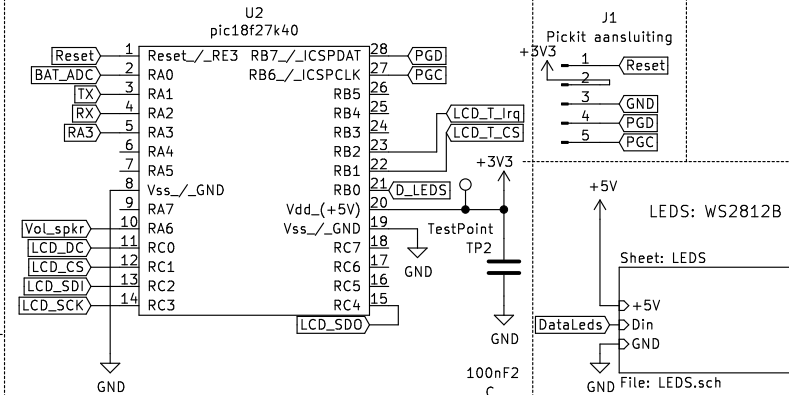 U2
pic18f27k40
Reset 1 Reset_/_RE3 RB7_/_ICSPDAT 28 PGD
BAT_ADC 2 RA0 RB6_/_ICSPCLK 27 PGC
TX 3 RA1 RB5 26
RX 4 RA2 RB4 25
RA3 5 RA3 RB3 24
6 RA4 RB2 23
7 RA5 RB1 22
8 Vss_/_GND RB0 21 D_LEDS
9 RA7 Vdd_(+5V) 20
Vol_spkr 10 RA6 Vss_/_GND 19
LCD_DC 11 RC0 RC7 18
LCD_CS 12 RC1 RC6 17
LCD_SDI 13 RC2 RC5 16
LCD_SCK 14 RC3 RC4 15
LCD_SDO
GND
LCD_T_Irq
LCD_T_CS
+3V3
TestPoint
TP2
GND
GND
100nF2
C
J1
Pickit aansluiting
+3V3
1 Reset
2
3 GND
4 PGD
5 PGC
+5V
LEDS: WS2812B
Sheet: LEDS
+5V
DataLeds Din
GND
GND
File: LEDS.sch